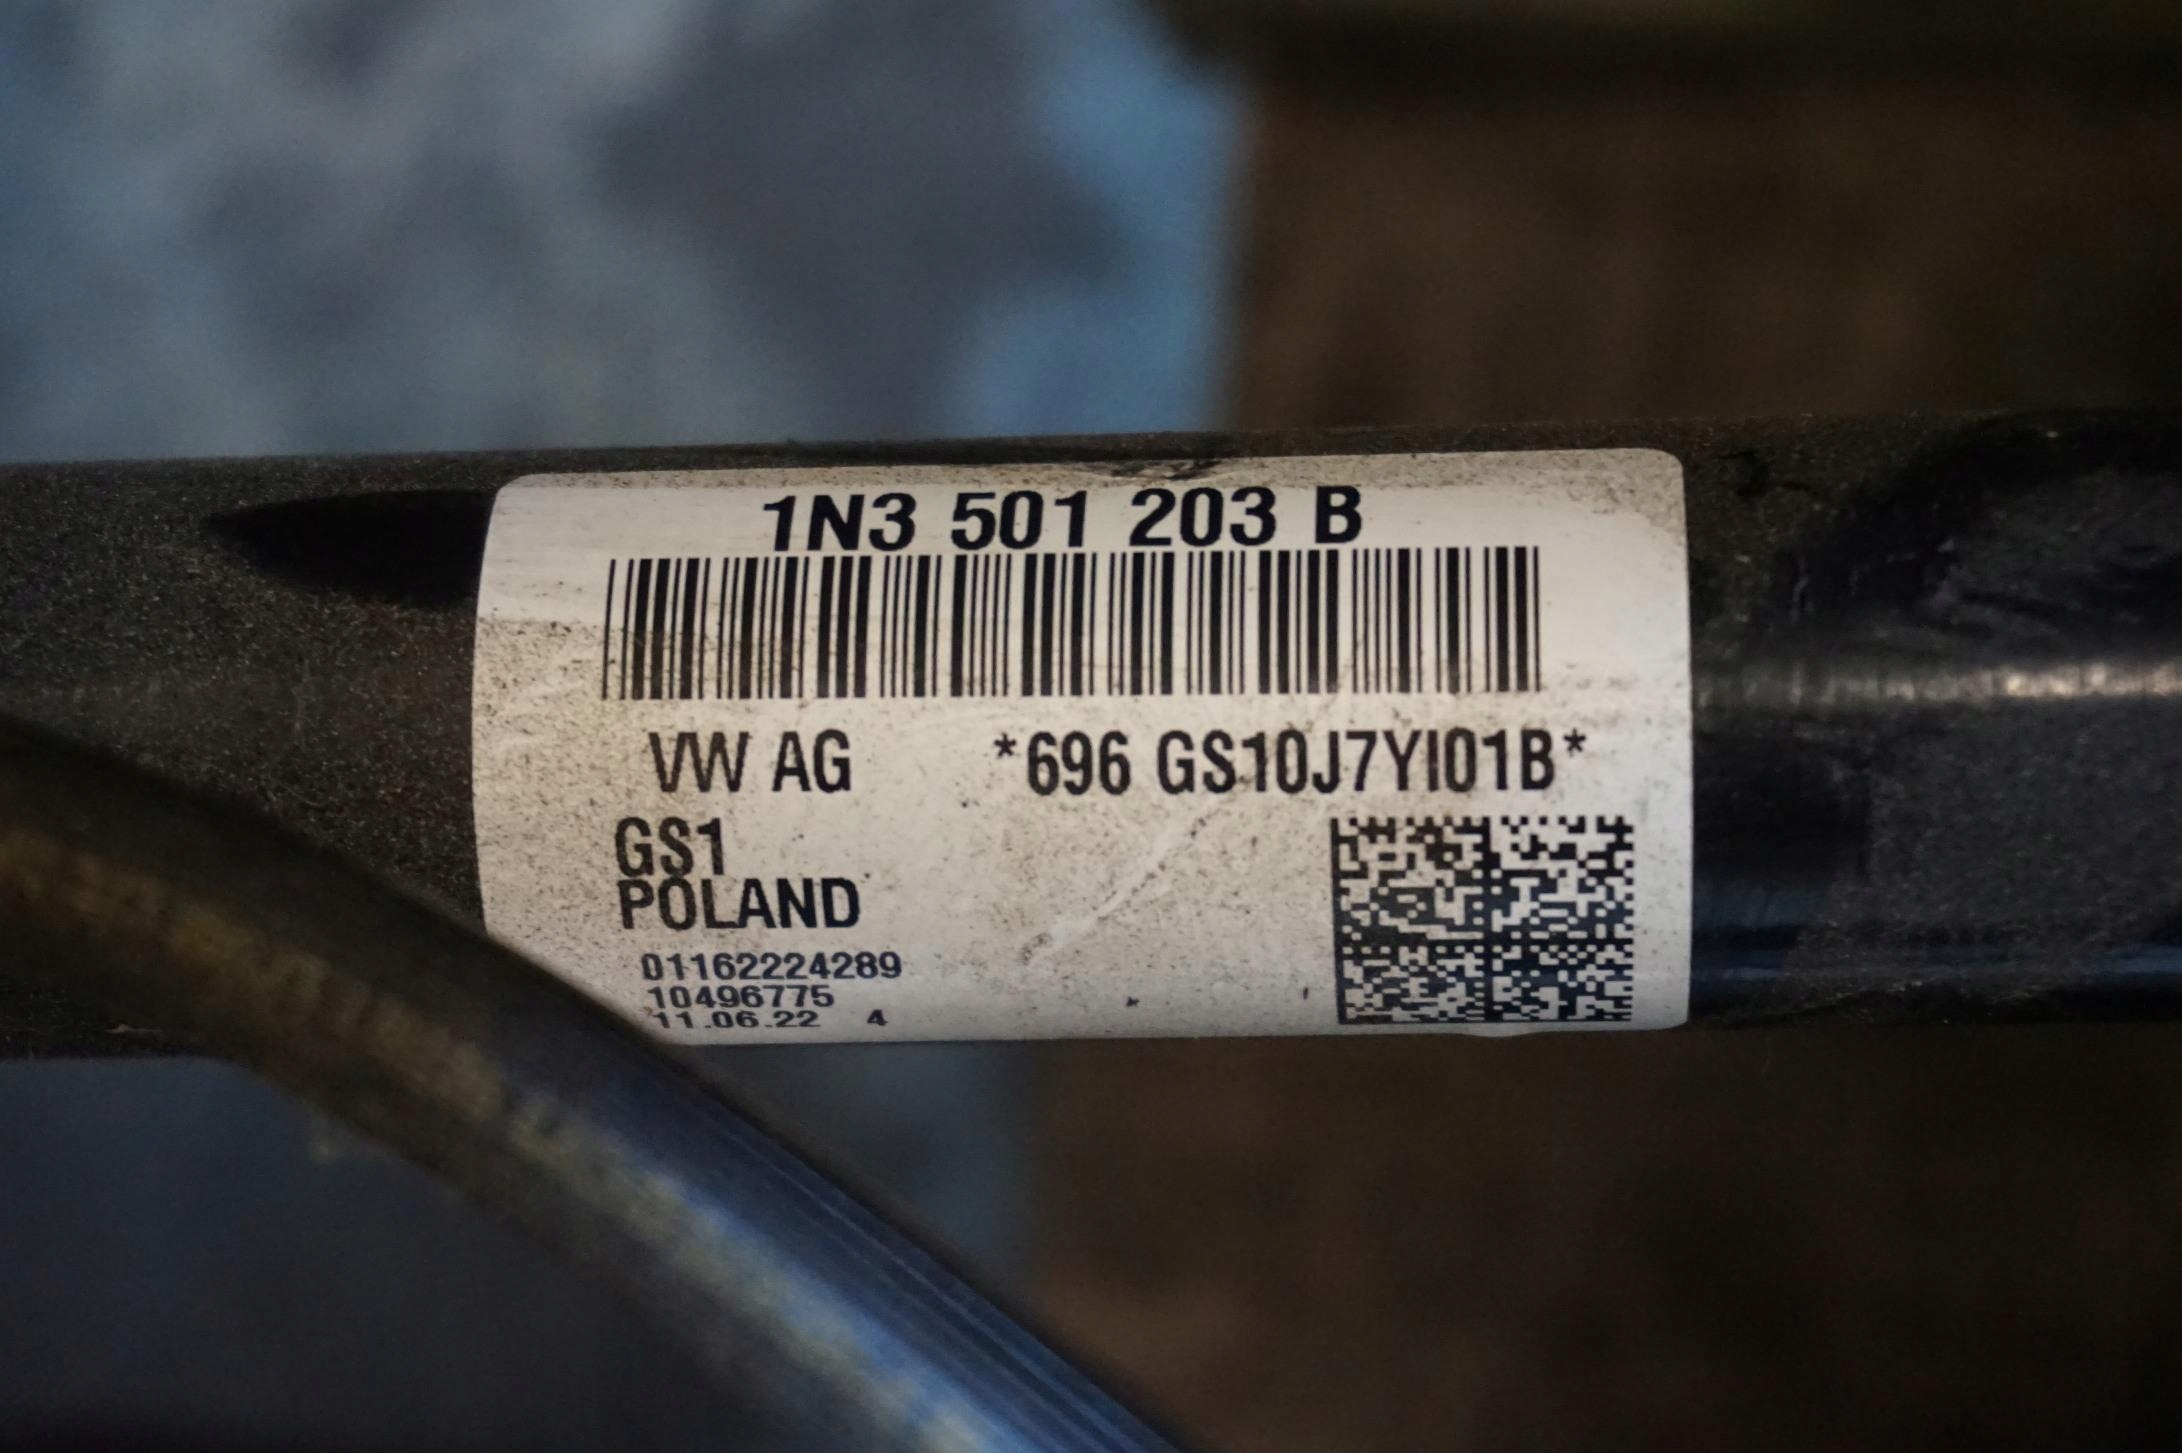 1N3 501 203 B
VW AG *696 GS10J7YI01B*
GS1
POLAND
01162224289
10496775
11.06.22 4